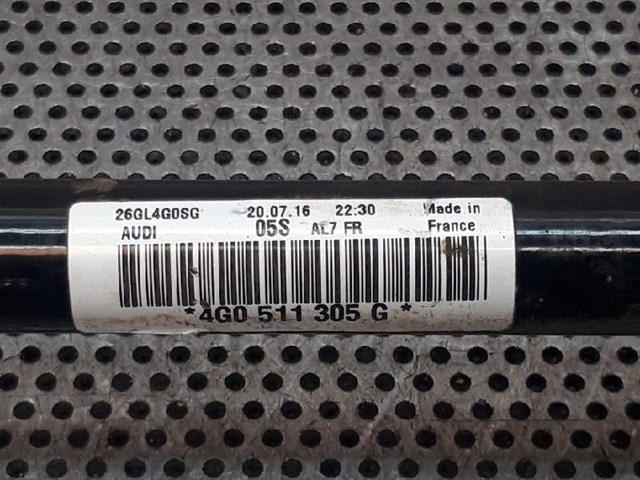 26GL4G0SG 20.07.16 22:30 Made in
AUDI 05S AL7 FR France
*4G0 511 305 G*